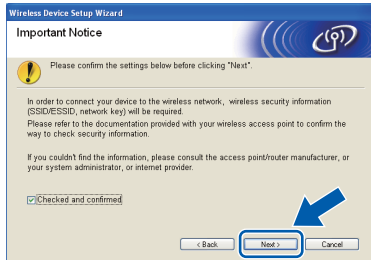 Wireless Device Setup Wizard
Important Notice
Please confirm the settings below before clicking "Next".
In order to connect your device to the wireless network, wireless security information
(SSID/ESSID, network key) will be required.
Please refer to the documentation provided with your wireless access point to confirm the
way to check security information.
If you couldn't find the information, please consult the access point/router manufacturer, or
your system administrator, or internet provider.
Checked and confirmed
< Back Next > Cancel